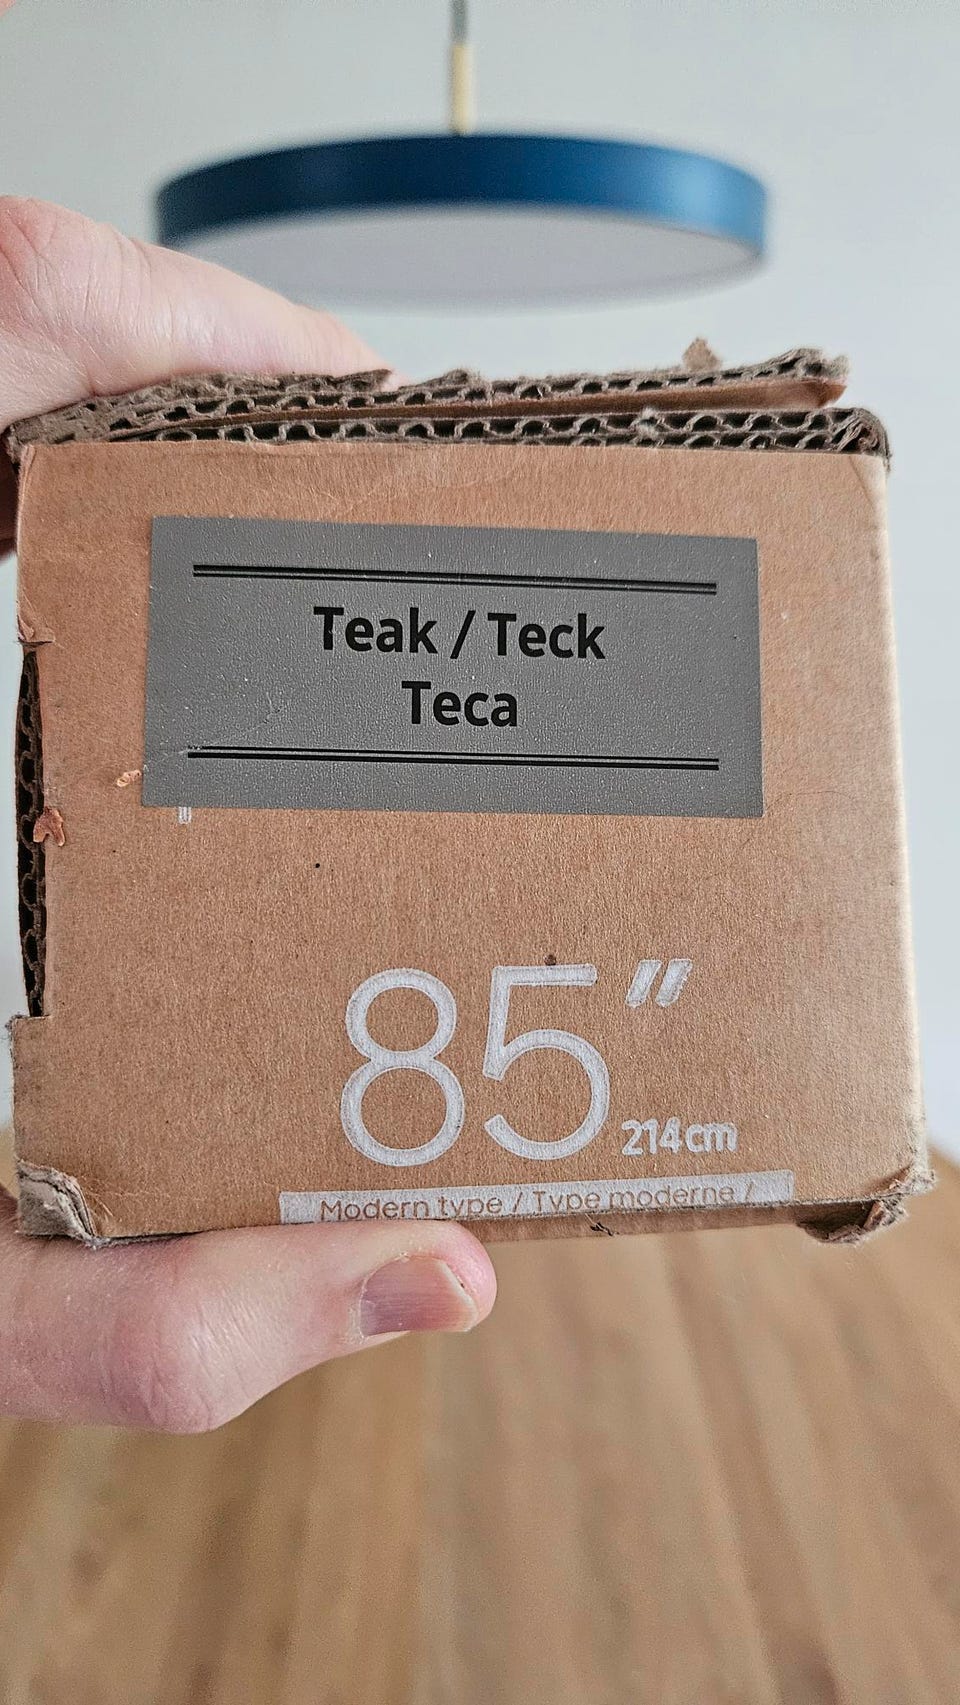 Teak / Teck
Teca
85"
214cm
Modern type / Type moderne /